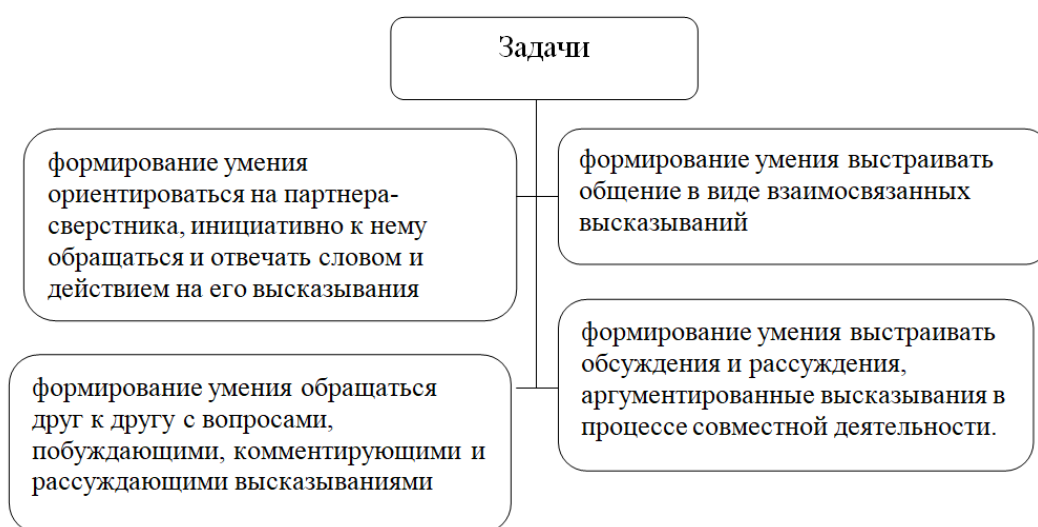 Задачи
формирование умения
ориентироваться на партнера-
сверстника, инициативно к нему
обращаться и отвечать словом и
действием на его высказывания
формирование умения выстраивать
общение в виде взаимосвязанных
высказываний
формирование умения обращаться
друг к другу с вопросами,
побуждающими, комментирующими и
рассуждающими высказываниями
формирование умения выстраивать
обсуждения и рассуждения,
аргументированные высказывания в
процессе совместной деятельности.